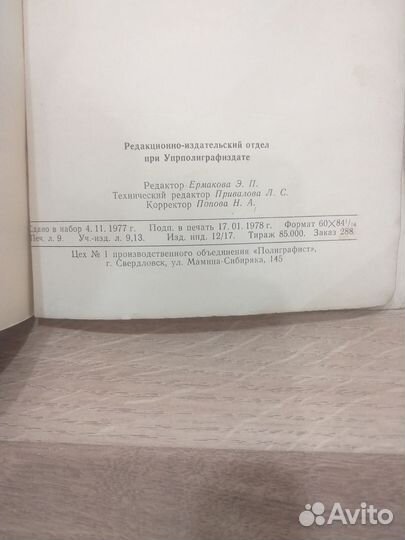 Редакционно-издательский отдел
при Упрполиграфиздате
Редактор Ермакова Э. П.
Технический редактор Привалова Л. С.
Корректор Попова Н. А.
Сдано в набор 4. 11. 1977 г. Подп. в печать 17. 01. 1978 г. Формат 60×84¹/₁₆
Печ. л. 9. Уч.-изд. л. 9,13. Изд. инд. 12/17. Тираж 85.000. Заказ 288.
Цех № 1 производственного объединения «Полиграфист»,
г. Свердловск, ул. Мамина-Сибиряка, 145
Avito